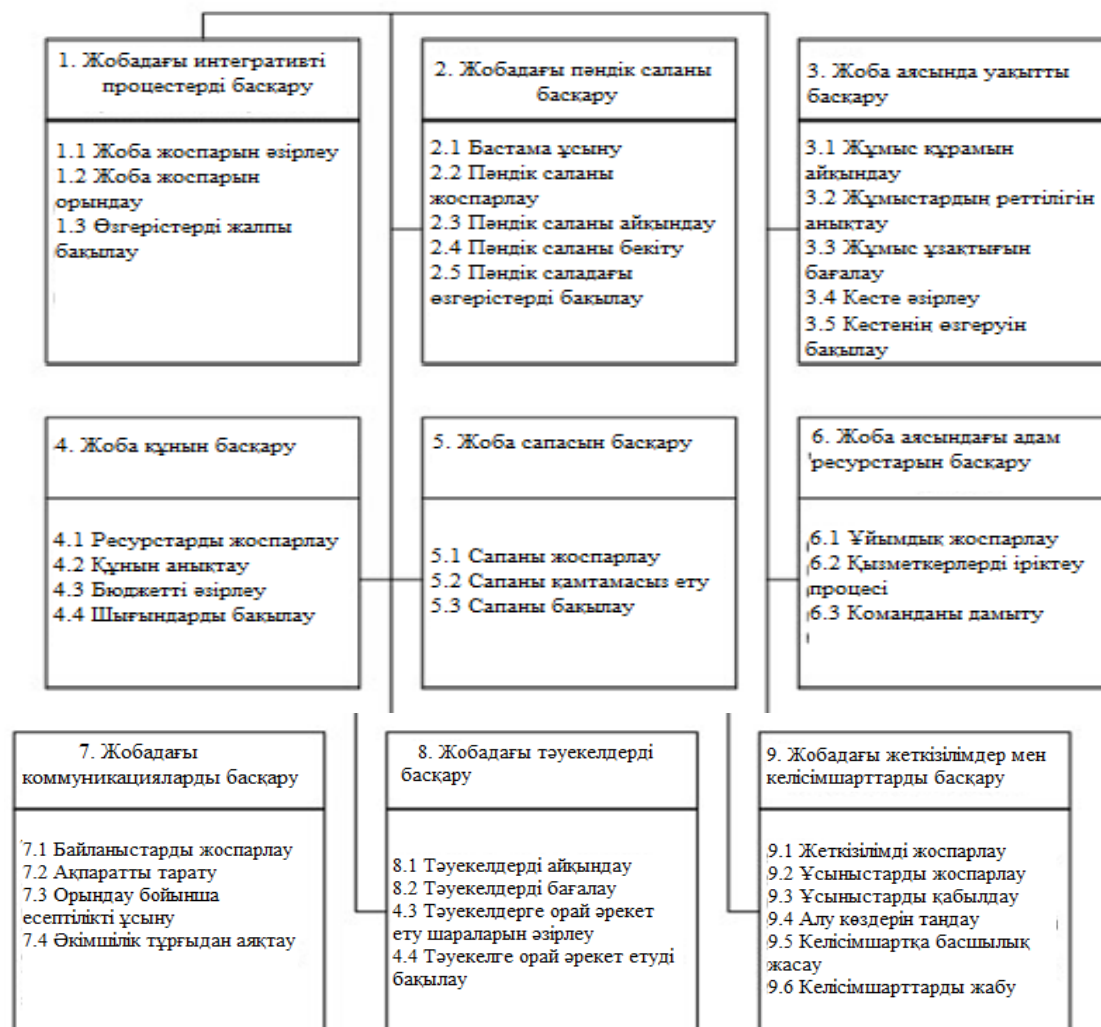 1. Жобадағы интегративті
процестерді басқару
1.1 Жоба жоспарын әзірлеу
1.2 Жоба жоспарын
орындау
1.3 Өзгерістерді жалпы
бақылау
2. Жобадағы пәндік саланы
басқару
2.1 Бастама ұсыну
2.2 Пәндік саланы
жоспарлау
2.3 Пәндік саланы айқындау
2.4 Пәндік саланы бекіту
2.5 Пәндік саладағы
өзгерістерді бақылау
3. Жоба аясында уақытты
басқару
3.1 Жұмыс құрамын
айқындау
3.2 Жұмыстардың реттілігін
анықтау
3.3 Жұмыс ұзақтығын
бағалау
3.4 Кесте әзірлеу
3.5 Кестенің өзгеруін
бақылау
4. Жоба құнын басқару
4.1 Ресурстарды жоспарлау
4.2 Құнын анықтау
4.3 Бюджетті әзірлеу
4.4 Шығындарды бақылау
5. Жоба сапасын басқару
5.1 Сапаны жоспарлау
5.2 Сапаны қамтамасыз ету
5.3 Сапаны бақылау
6. Жоба аясындағы адам
ресурстарын басқару
6.1 Ұйымдық жоспарлау
6.2 Қызметкерлерді іріктеу
процесі
6.3 Команданы дамыту
7. Жобадағы
коммуникацияларды басқару
7.1 Байланыстарды жоспарлау
7.2 Ақпаратты тарату
7.3 Орындау бойынша
есептілікті ұсыну
7.4 Әкімшілік тұрғыдан аяқтау
8. Жобадағы тәуекелдерді
басқару
8.1 Тәуекелдерді айқындау
8.2 Тәуекелдерді бағалау
4.3 Тәуекелдерге орай әрекет
ету шараларын әзірлеу
4.4 Тәуекелге орай әрекет етуді
бақылау
9. Жобадағы жеткізілімдер мен
келісімшарттарды басқару
9.1 Жеткізілімді жоспарлау
9.2 Ұсыныстарды жоспарлау
9.3 Ұсыныстарды қабылдау
9.4 Алу көздерін таңдау
9.5 Келісімшартқа басшылық
жасау
9.6 Келісімшарттарды жабу